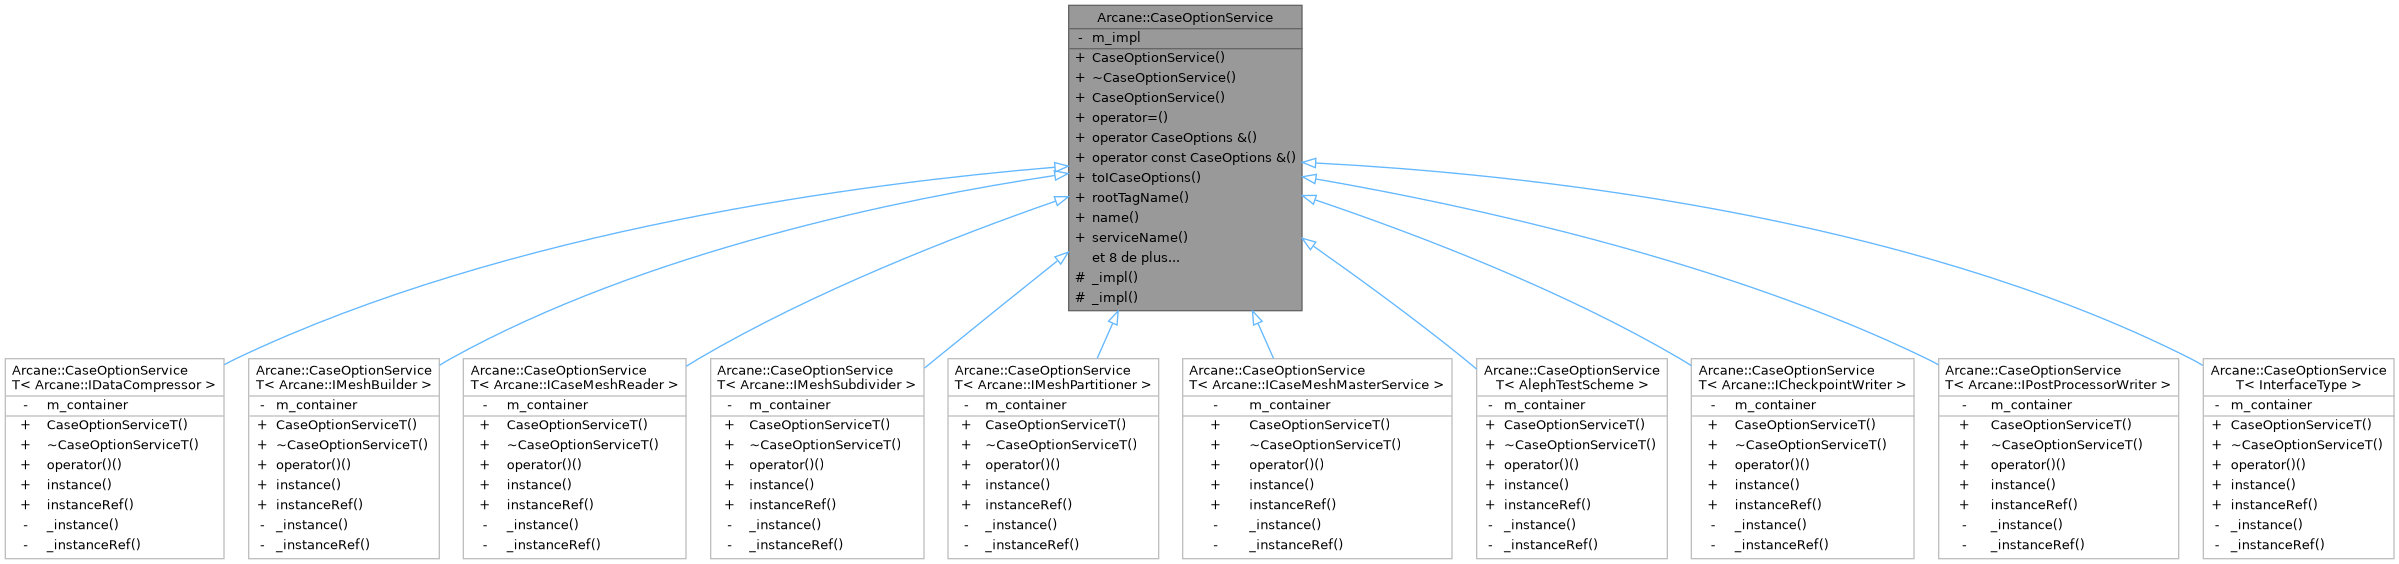 Arcane::CaseOptionService
- m_impl
+ CaseOptionService()
+ ~CaseOptionService()
+ CaseOptionService()
+ operator=()
+ operator CaseOptions &()
+ operator const CaseOptions &()
+ toICaseOptions()
+ rootTagName()
+ name()
+ serviceName()
et 8 de plus...
# _impl()
# _impl()
Arcane::CaseOptionService
T< Arcane::IDataCompressor >
- m_container
+ CaseOptionServiceT()
+ ~CaseOptionServiceT()
+ operator()()
+ instance()
+ instanceRef()
- _instance()
- _instanceRef()
Arcane::CaseOptionService
T< Arcane::IMeshBuilder >
- m_container
+ CaseOptionServiceT()
+ ~CaseOptionServiceT()
+ operator()()
+ instance()
+ instanceRef()
- _instance()
- _instanceRef()
Arcane::CaseOptionService
T< Arcane::ICaseMeshReader >
- m_container
+ CaseOptionServiceT()
+ ~CaseOptionServiceT()
+ operator()()
+ instance()
+ instanceRef()
- _instance()
- _instanceRef()
Arcane::CaseOptionService
T< Arcane::IMeshSubdivider >
- m_container
+ CaseOptionServiceT()
+ ~CaseOptionServiceT()
+ operator()()
+ instance()
+ instanceRef()
- _instance()
- _instanceRef()
Arcane::CaseOptionService
T< Arcane::IMeshPartitioner >
- m_container
+ CaseOptionServiceT()
+ ~CaseOptionServiceT()
+ operator()()
+ instance()
+ instanceRef()
- _instance()
- _instanceRef()
Arcane::CaseOptionService
T< Arcane::ICaseMeshMasterService >
- m_container
+ CaseOptionServiceT()
+ ~CaseOptionServiceT()
+ operator()()
+ instance()
+ instanceRef()
- _instance()
- _instanceRef()
Arcane::CaseOptionService
T< AlephTestScheme >
- m_container
+ CaseOptionServiceT()
+ ~CaseOptionServiceT()
+ operator()()
+ instance()
+ instanceRef()
- _instance()
- _instanceRef()
Arcane::CaseOptionService
T< Arcane::ICheckpointWriter >
- m_container
+ CaseOptionServiceT()
+ ~CaseOptionServiceT()
+ operator()()
+ instance()
+ instanceRef()
- _instance()
- _instanceRef()
Arcane::CaseOptionService
T< Arcane::IPostProcessorWriter >
- m_container
+ CaseOptionServiceT()
+ ~CaseOptionServiceT()
+ operator()()
+ instance()
+ instanceRef()
- _instance()
- _instanceRef()
Arcane::CaseOptionService
T< InterfaceType >
- m_container
+ CaseOptionServiceT()
+ ~CaseOptionServiceT()
+ operator()()
+ instance()
+ instanceRef()
- _instance()
- _instanceRef()